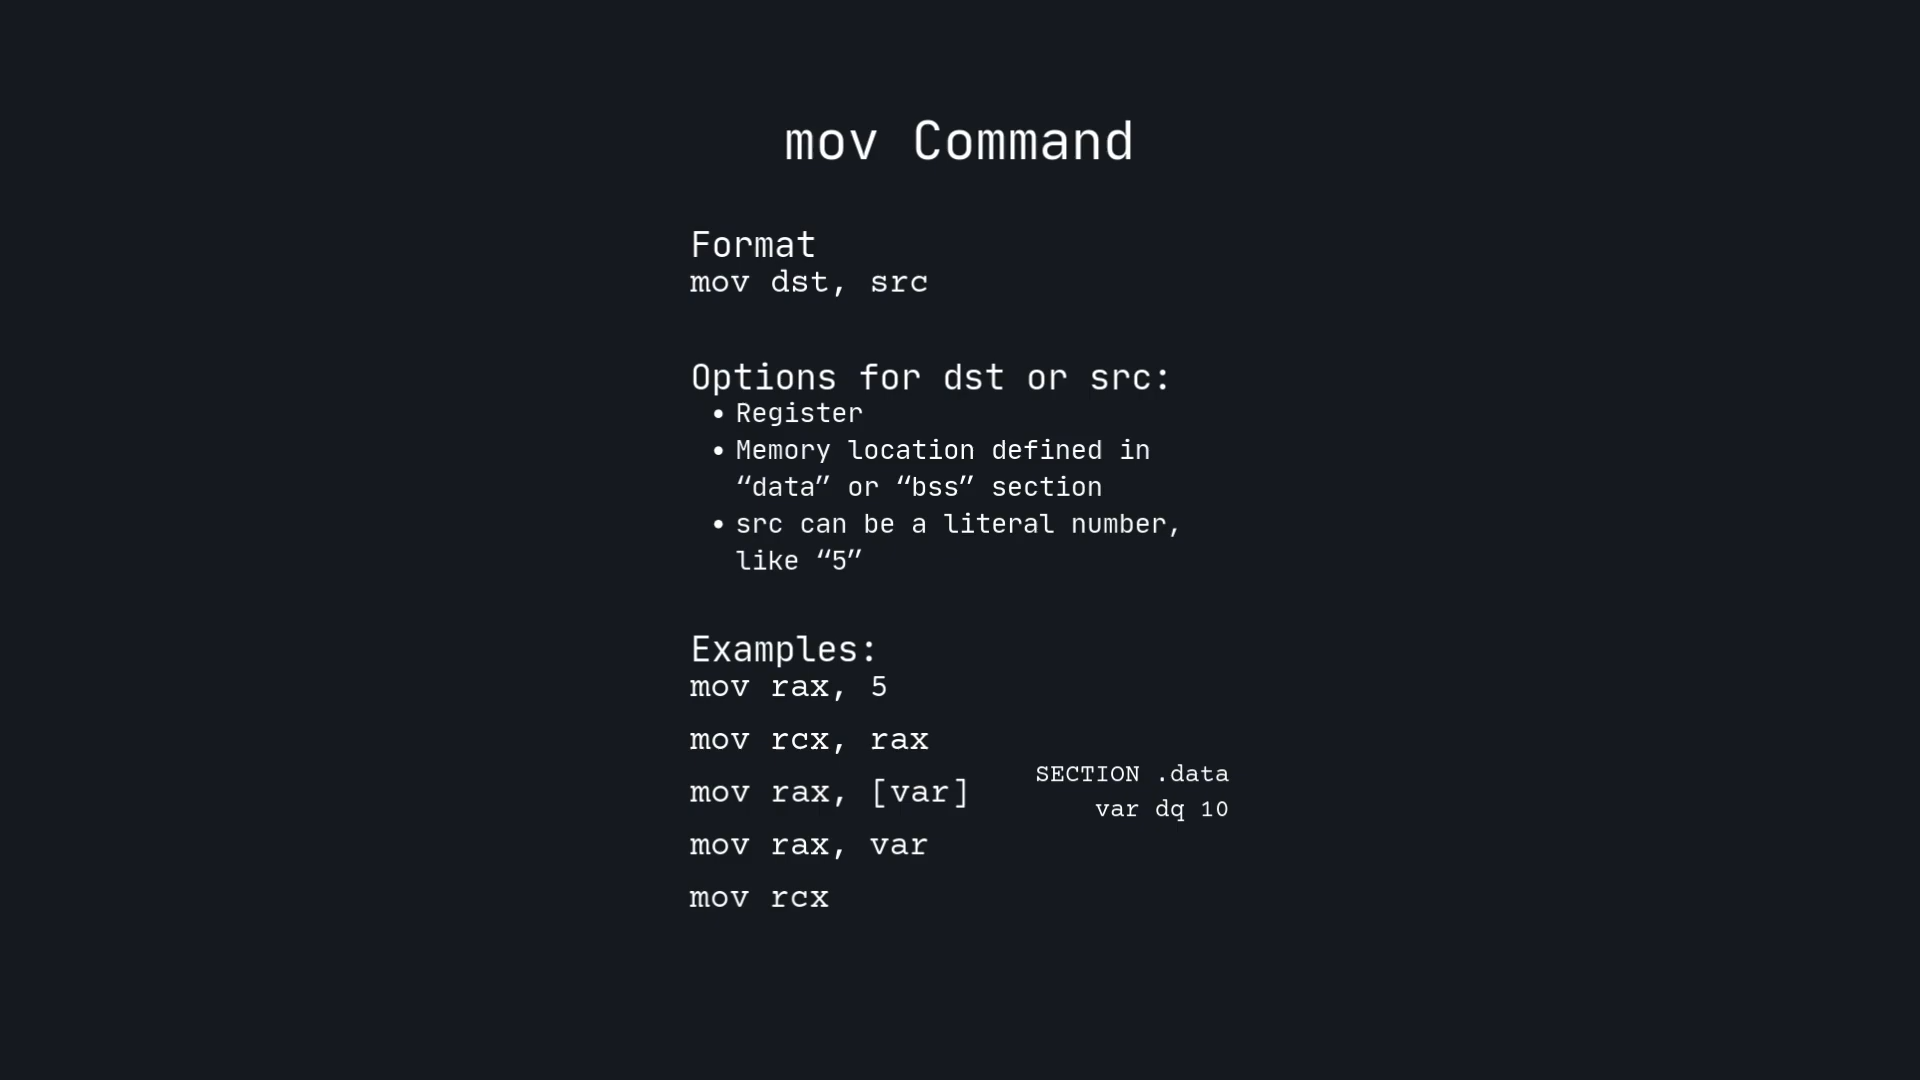 mov Command
Format
mov dst, src
Options for dst or src:
• Register
• Memory location defined in
“data” or “bss” section
• src can be a literal number,
like “5”
Examples:
mov rax, 5
mov rcx, rax
mov rax, [var]
SECTION .data
var dq 10
mov rax, var
mov rcx